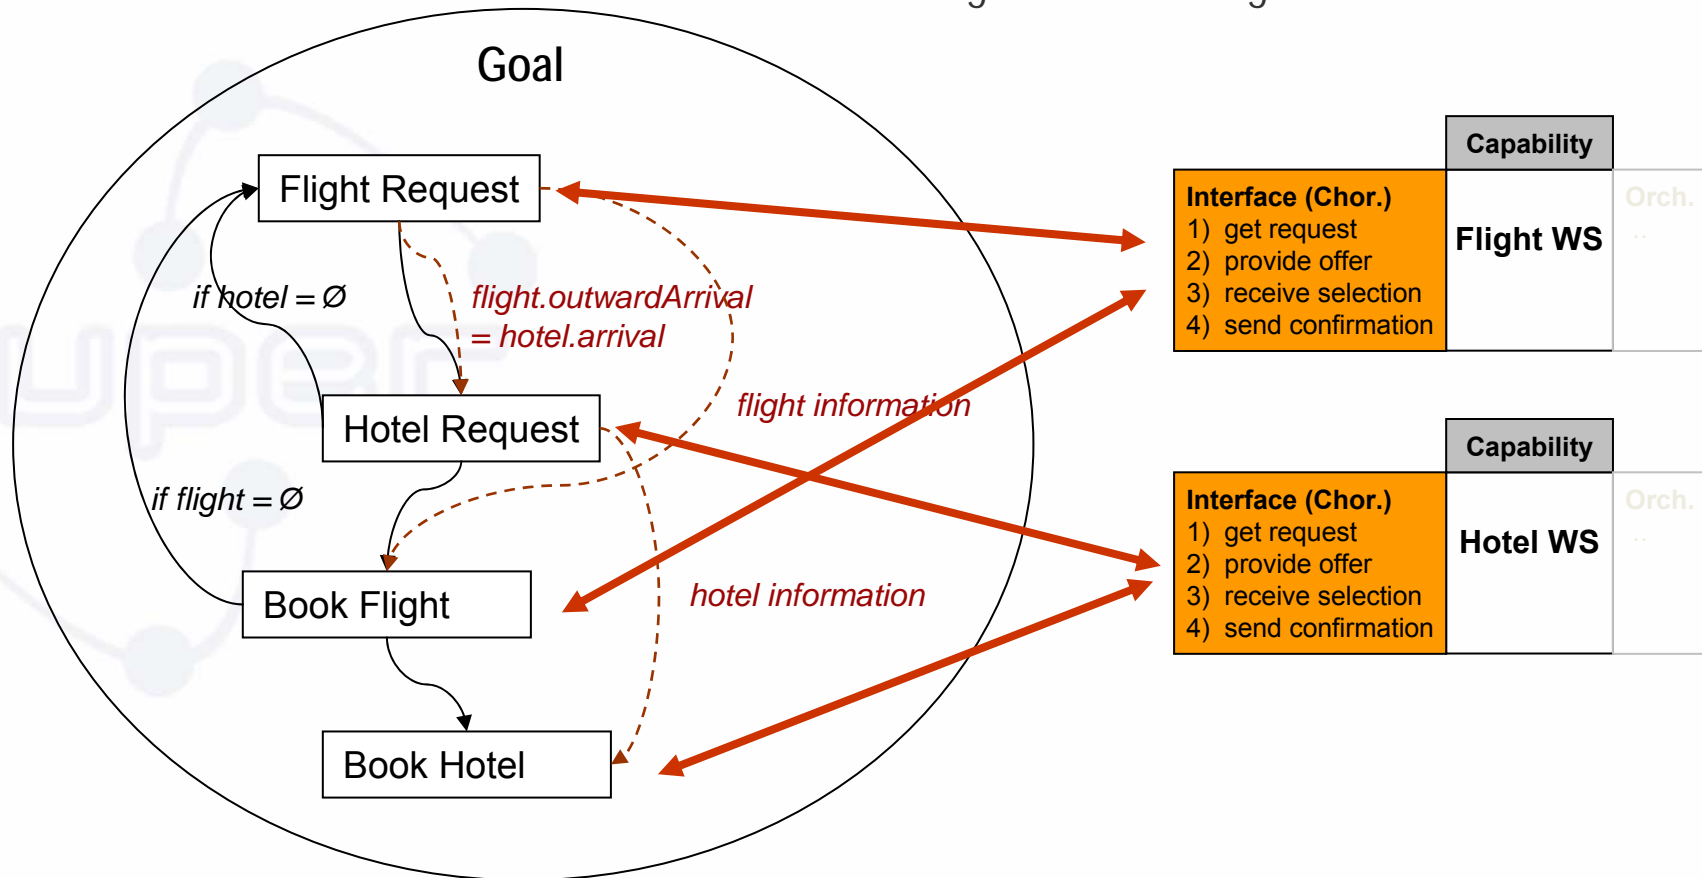 Goal
Flight Request
if hotel = Ø
flight.outwardArrival
= hotel.arrival
Hotel Request
flight information
if flight = Ø
Book Flight
hotel information
Book Hotel
Capability
Interface (Chor.)
1) get request
2) provide offer
3) receive selection
4) send confirmation
Flight WS
Orch.
..
Capability
Interface (Chor.)
1) get request
2) provide offer
3) receive selection
4) send confirmation
Hotel WS
Orch.
..
uper